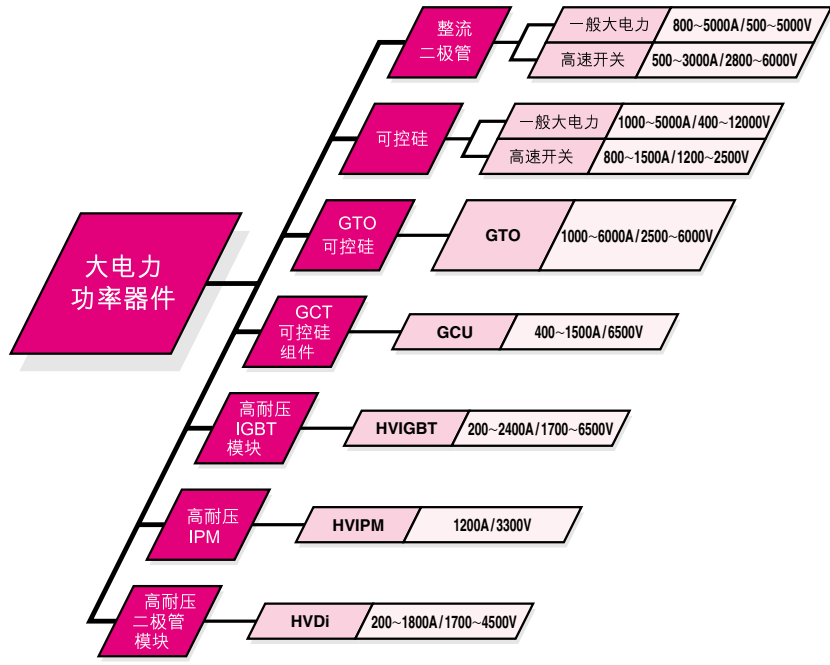 大电力
功率器件
整流
二极管
一般大电力
800~5000A/500~5000V
高速开关
500~3000A/2800~6000V
可控硅
一般大电力
1000~5000A/400~12000V
高速开关
800~1500A/1200~2500V
GTO
可控硅
GTO
1000~6000A/2500~6000V
GCT
可控硅
组件
GCU
400~1500A/6500V
高耐压
IGBT
模块
HVIGBT
200~2400A/1700~6500V
高耐压
IPM
HVIPM
1200A/3300V
高耐压
二极管
模块
HVDi
200~1800A/1700~4500V